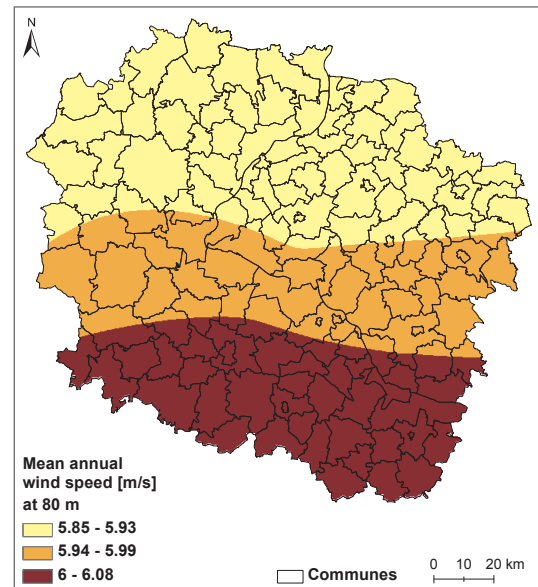 N
Mean annual
wind speed [m/s]
at 80 m
5.85 - 5.93
5.94 - 5.99
6 - 6.08
Communes
0 10 20 km